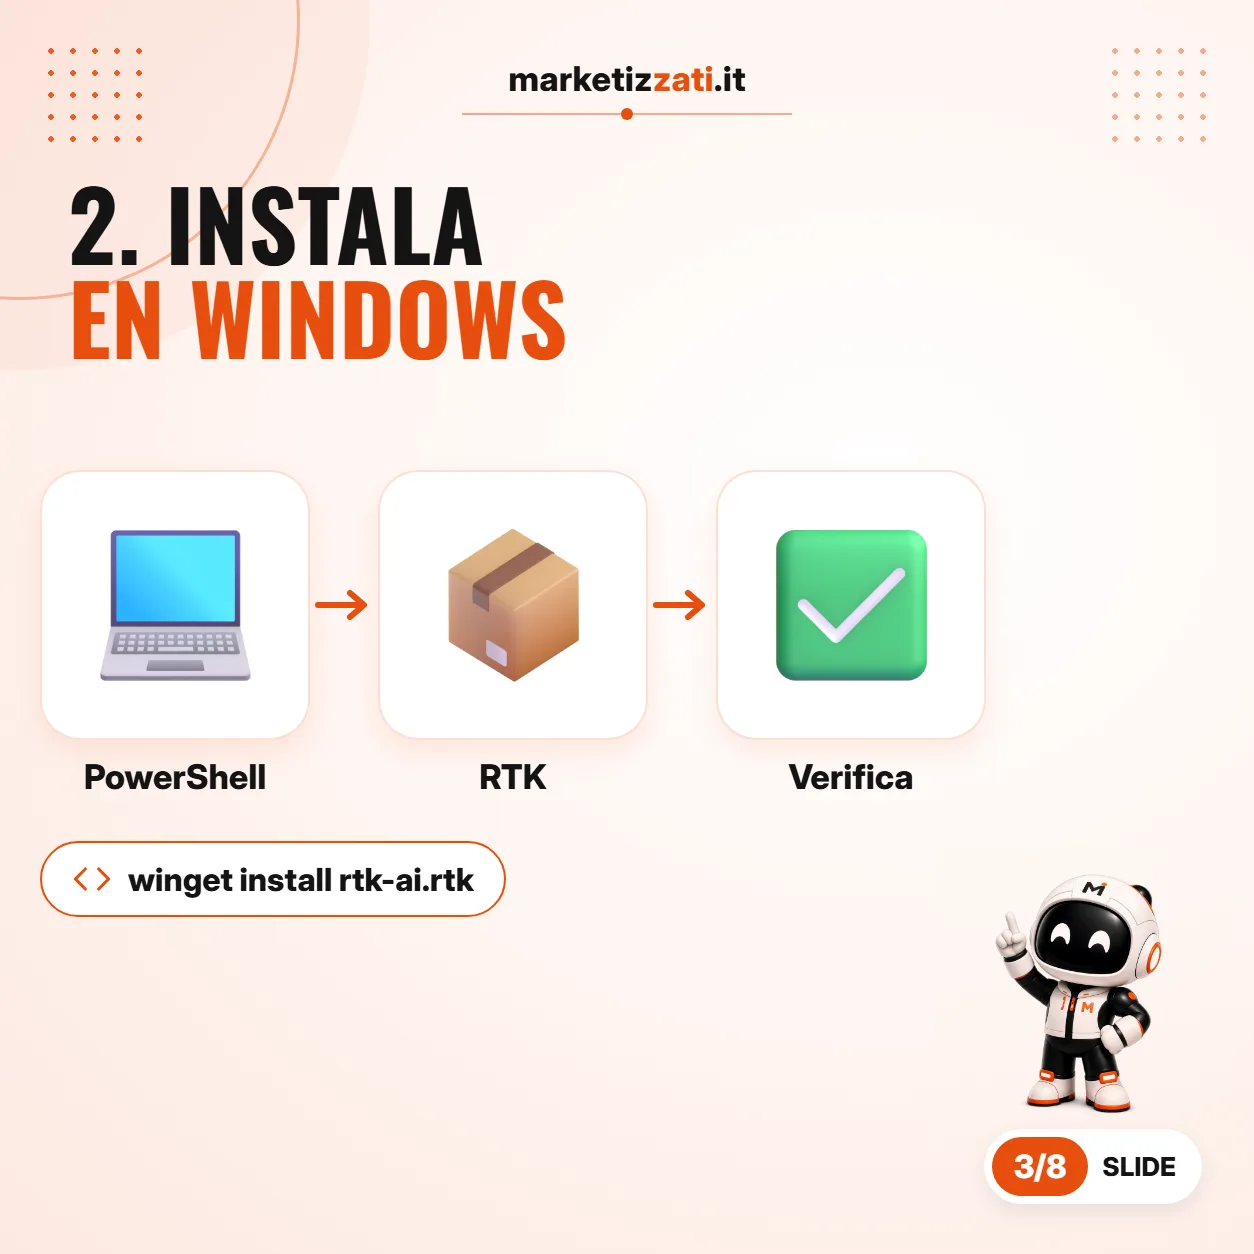 marketizzati.it
2. INSTALA
EN WINDOWS
PowerShell
RTK
Verifica
<> winget install rtk-ai.rtk
M
M
3/8 SLIDE